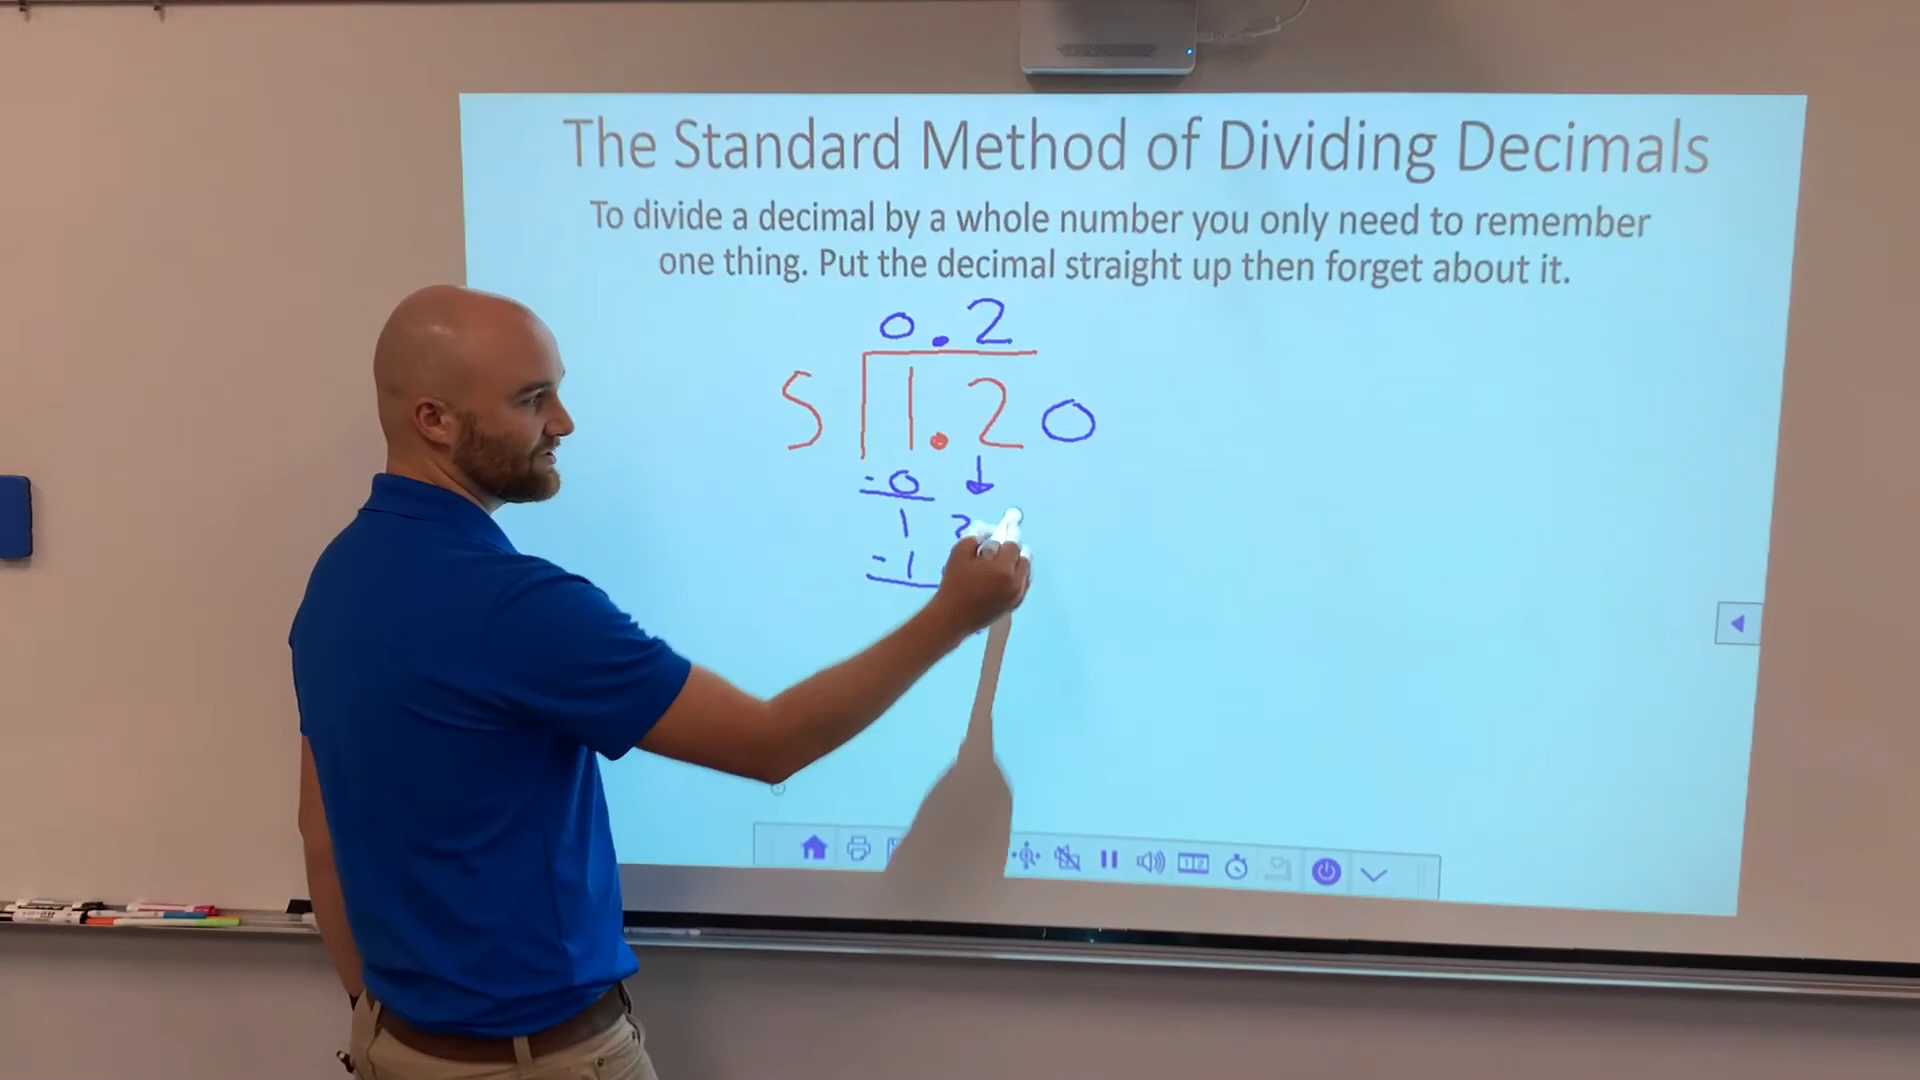 The Standard Method of Dividing Decimals
To divide a decimal by a whole number you only need to remember
one thing. Put the decimal straight up then forget about it.
0.2
5 1.20
-0
1 2
-1